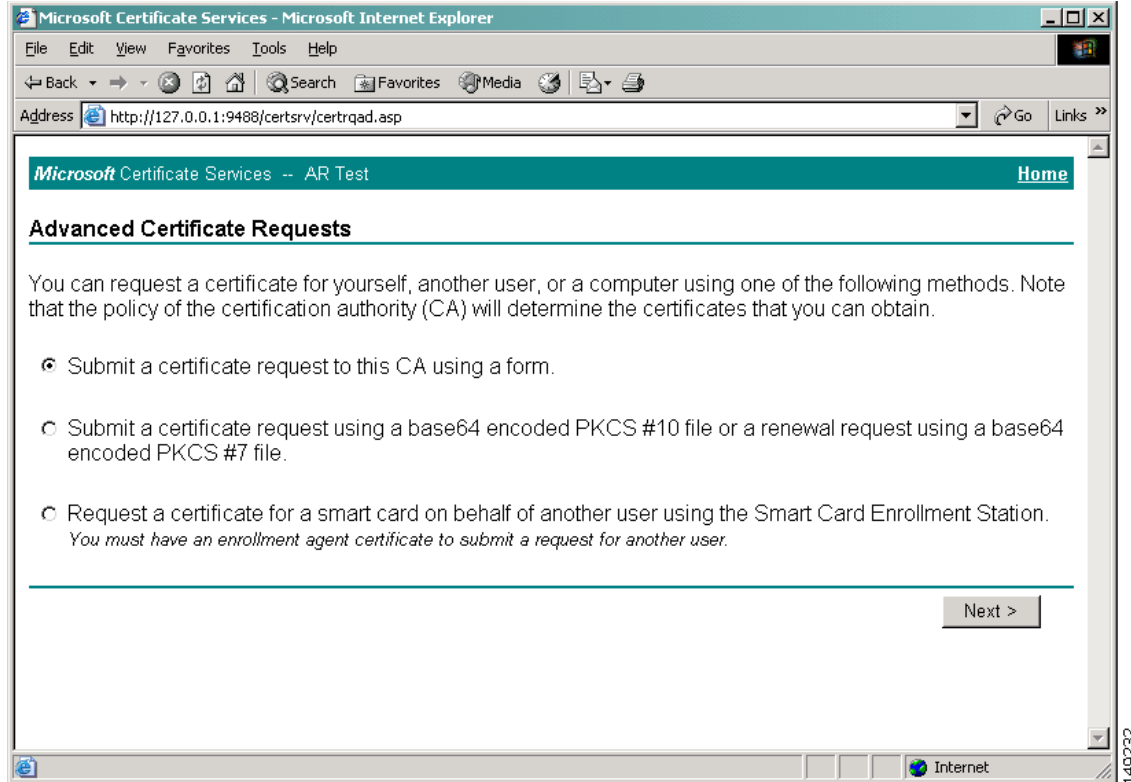 Microsoft Certificate Services - Microsoft Internet Explorer
File Edit View Favorites Tools Help
Back Search Favorites Media
Address http://127.0.0.1:9488/certsrv/certrqad.asp Go Links »
Microsoft Certificate Services -- AR Test Home
Advanced Certificate Requests
You can request a certificate for yourself, another user, or a computer using one of the following methods. Note
that the policy of the certification authority (CA) will determine the certificates that you can obtain.
Submit a certificate request to this CA using a form.
Submit a certificate request using a base64 encoded PKCS #10 file or a renewal request using a base64
encoded PKCS #7 file.
Request a certificate for a smart card on behalf of another user using the Smart Card Enrollment Station.
You must have an enrollment agent certificate to submit a request for another user.
Next >
Internet
149232